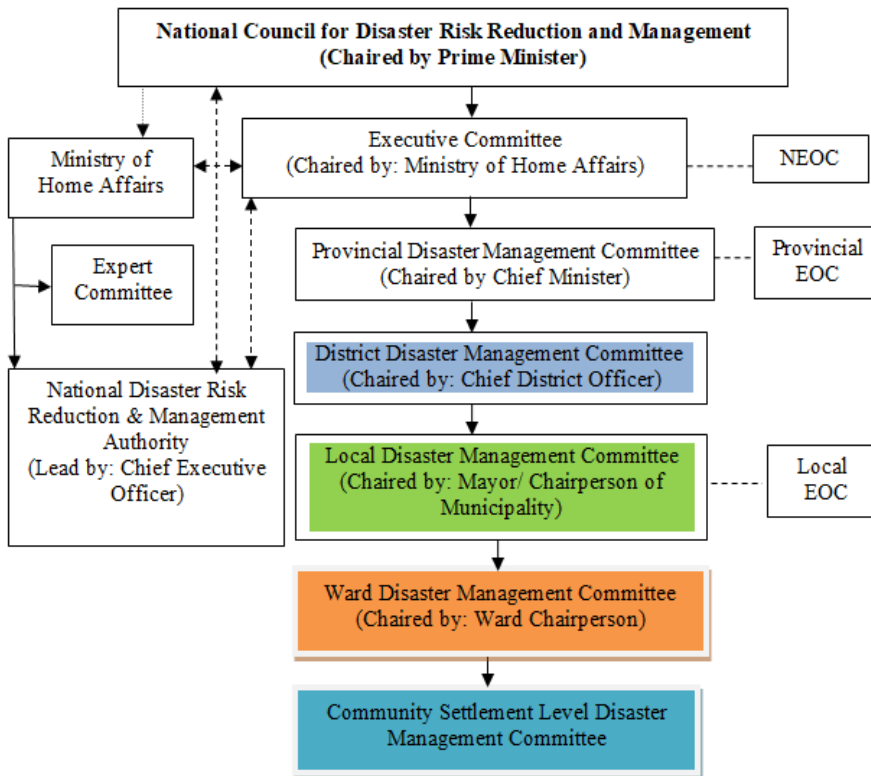 National Council for Disaster Risk Reduction and Management
(Chaired by Prime Minister)
Executive Committee
(Chaired by: Ministry of Home Affairs)
Ministry of
Home Affairs
NEOC
Expert
Committee
Provincial Disaster Management Committee
(Chaired by Chief Minister)
Provincial
EOC
District Disaster Management Committee
(Chaired by: Chief District Officer)
National Disaster Risk
Reduction & Management
Authority
(Lead by: Chief Executive
Officer)
Local Disaster Management Committee
(Chaired by: Mayor/ Chairperson of
Municipality)
Local
EOC
Ward Disaster Management Committee
(Chaired by: Ward Chairperson)
Community Settlement Level Disaster
Management Committee